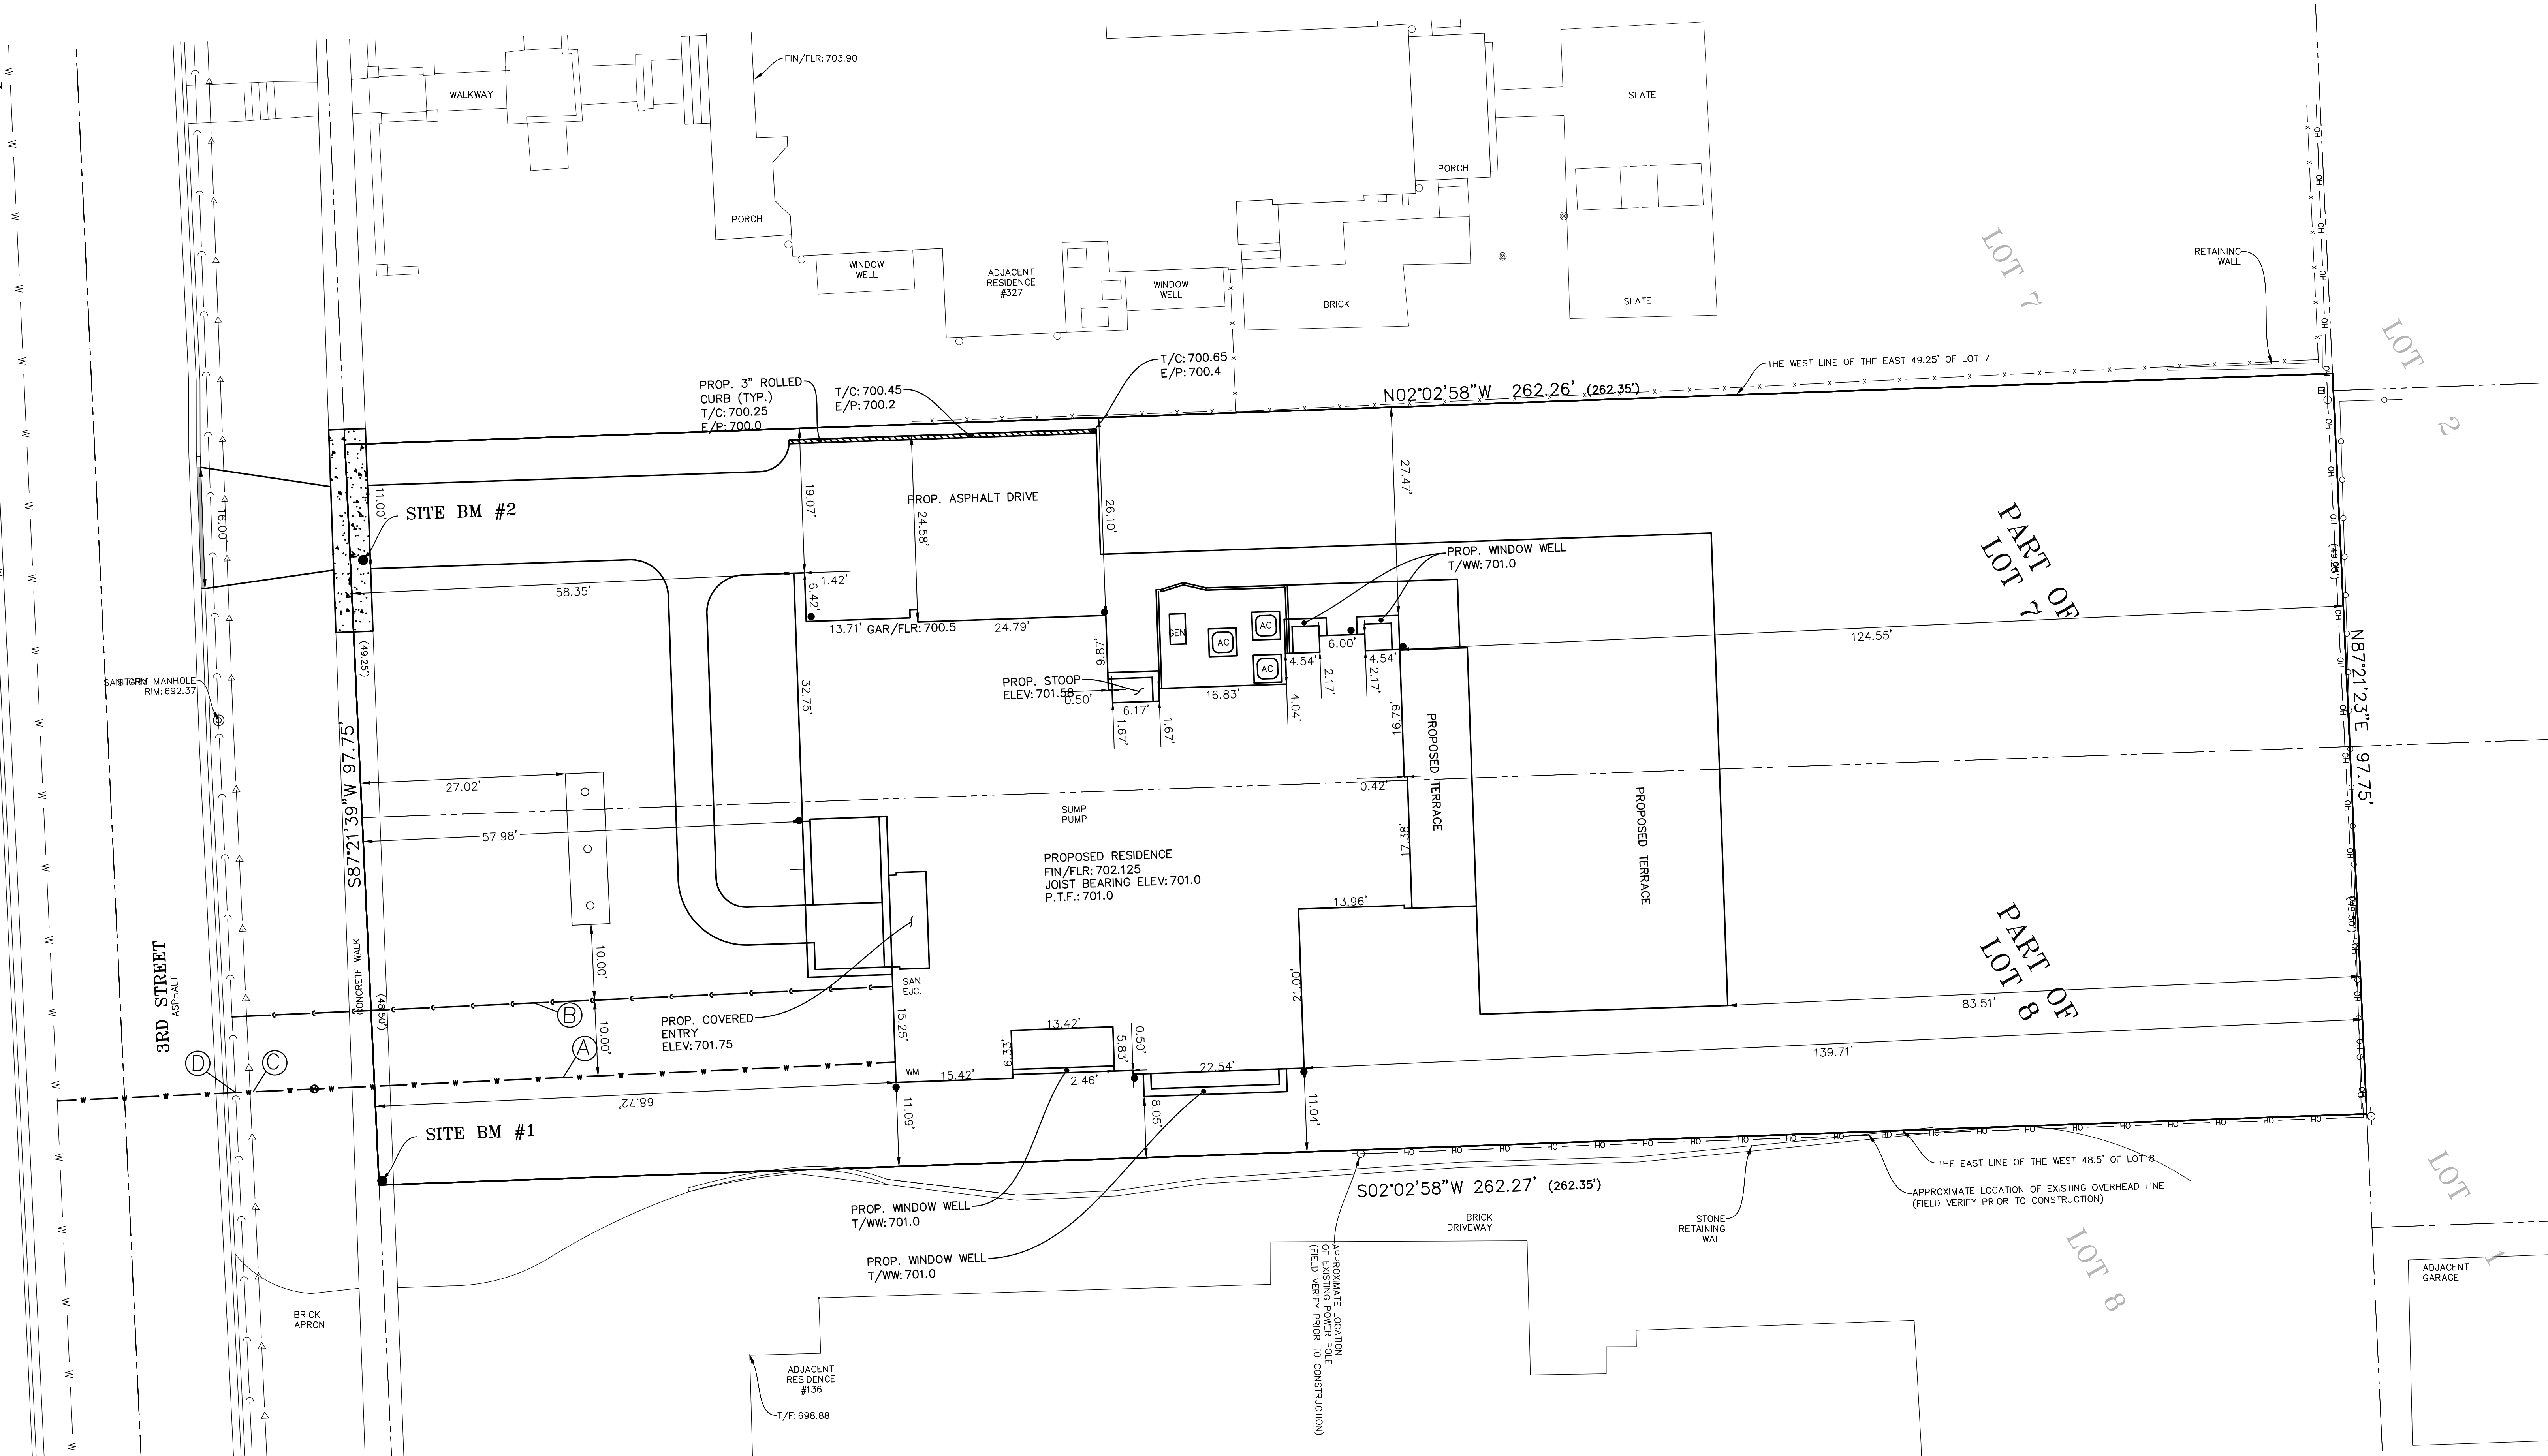 FIN/FLR: 703.90
WALKWAY
PORCH
WINDOW
WELL
ADJACENT
RESIDENCE
#327
WINDOW
WELL
BRICK
PORCH
SLATE
SLATE
LOT 7
RETAINING
WALL
LOT 2
PROP. 3" ROLLED
CURB (TYP.)
T/C: 700.25
E/P: 700.0
T/C: 700.45
E/P: 700.2
T/C: 700.65
E/P: 700.4
N02°02'58"W 262.26' (262.35')
THE WEST LINE OF THE EAST 49.25' OF LOT 7
16.00'
11.00'
SITE BM #2
19.07'
PROP. ASPHALT DRIVE
24.58'
26.10'
27.47'
PROP. WINDOW WELL
T/WW: 701.0
PART OF
LOT 7
(49.25')
58.35'
1.42'
6.42'
13.71'
GAR/FLR: 700.5
24.79'
9.87'
GEN
AC
AC
AC
4.54'
6.00'
4.54'
2.17'
2.17'
124.55'
(49.25')
SANITARY MANHOLE
RIM: 692.37
PROP. STOOP
ELEV: 701.58
0.50'
6.17'
1.67'
1.67'
16.83'
4.04'
16.79'
32.75'
PROPOSED TERRACE
PROPOSED TERRACE
N87°21'23"E 97.75'
S87°21'39"W 97.75'
27.02'
0.42'
SUMP
PUMP
57.98'
17.38'
PROPOSED RESIDENCE
FIN/FLR: 702.125
JOIST BEARING ELEV: 701.0
P.T.F.: 701.0
13.96'
21.00'
PART OF
LOT 8
(48.50')
3RD STREET
ASPHALT
CONCRETE WALK
(48.50')
10.00'
10.00'
SAN
EJC.
B
PROP. COVERED
ENTRY
ELEV: 701.75
15.25'
13.42'
6.33'
5.83'
0.50'
83.51'
139.71'
D
C
A
WM
15.42'
2.46'
22.54'
68.72'
11.09'
8.05'
11.04'
SITE BM #1
S02°02'58"W 262.27' (262.35')
THE EAST LINE OF THE WEST 48.5' OF LOT 8
APPROXIMATE LOCATION OF EXISTING OVERHEAD LINE
(FIELD VERIFY PRIOR TO CONSTRUCTION)
PROP. WINDOW WELL
T/WW: 701.0
PROP. WINDOW WELL
T/WW: 701.0
BRICK
DRIVEWAY
STONE
RETAINING
WALL
APPROXIMATE LOCATION
OF EXISTING POWER POLE
(FIELD VERIFY PRIOR TO CONSTRUCTION)
LOT 8
LOT 1
ADJACENT
GARAGE
BRICK
APRON
ADJACENT
RESIDENCE
#136
T/F: 698.88